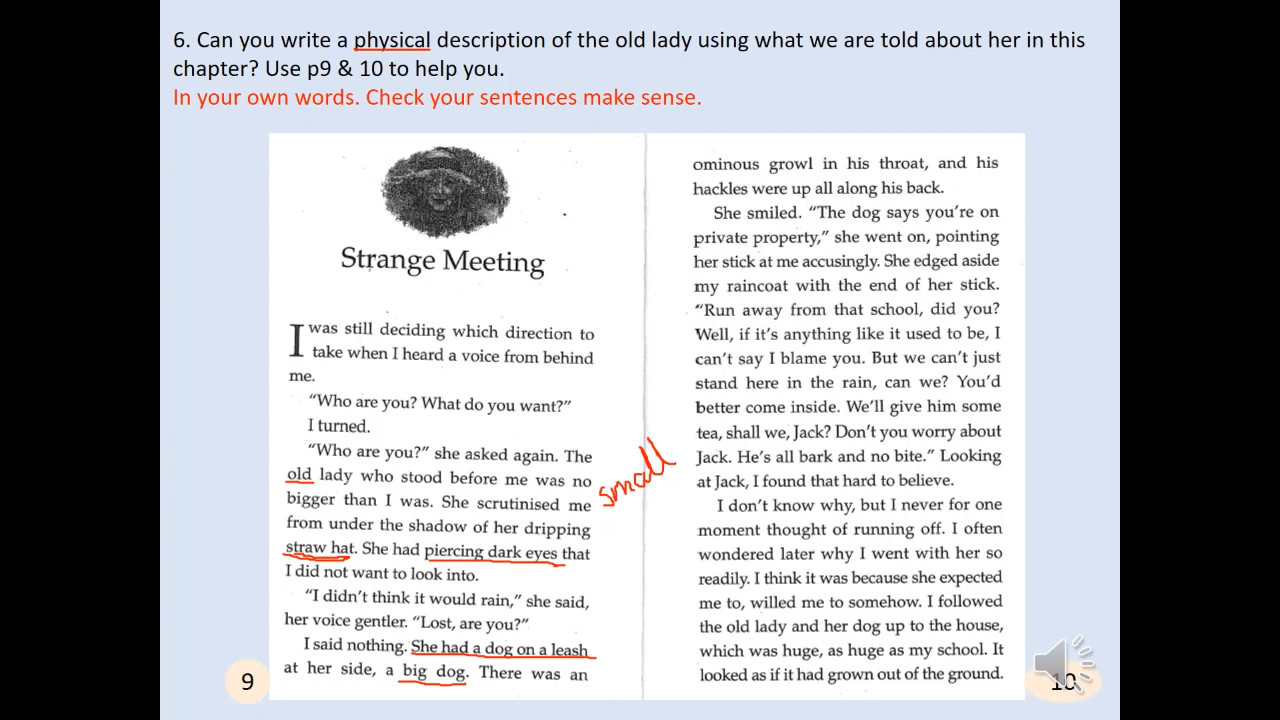 6. Can you write a physical description of the old lady using what we are told about her in this
chapter? Use p9 & 10 to help you.
In your own words. Check your sentences make sense.
Strange Meeting
I was still deciding which direction to
take when I heard a voice from behind
me.
“Who are you? What do you want?”
I turned.
“Who are you?” she asked again. The
old lady who stood before me was no
bigger than I was. She scrutinised me
from under the shadow of her dripping
straw hat. She had piercing dark eyes that
I did not want to look into.
“I didn’t think it would rain,” she said,
her voice gentler. “Lost, are you?”
I said nothing. She had a dog on a leash
at her side, a big dog. There was an
9
small
ominous growl in his throat, and his
hackles were up all along his back.
She smiled. “The dog says you’re on
private property,” she went on, pointing
her stick at me accusingly. She edged aside
my raincoat with the end of her stick.
“Run away from that school, did you?
Well, if it’s anything like it used to be, I
can’t say I blame you. But we can’t just
stand here in the rain, can we? You’d
better come inside. We’ll give him some
tea, shall we, Jack? Don’t you worry about
Jack. He’s all bark and no bite.” Looking
at Jack, I found that hard to believe.
I don’t know why, but I never for one
moment thought of running off. I often
wondered later why I went with her so
readily. I think it was because she expected
me to, willed me to somehow. I followed
the old lady and her dog up to the house,
which was huge, as huge as my school. It
looked as if it had grown out of the ground.
10